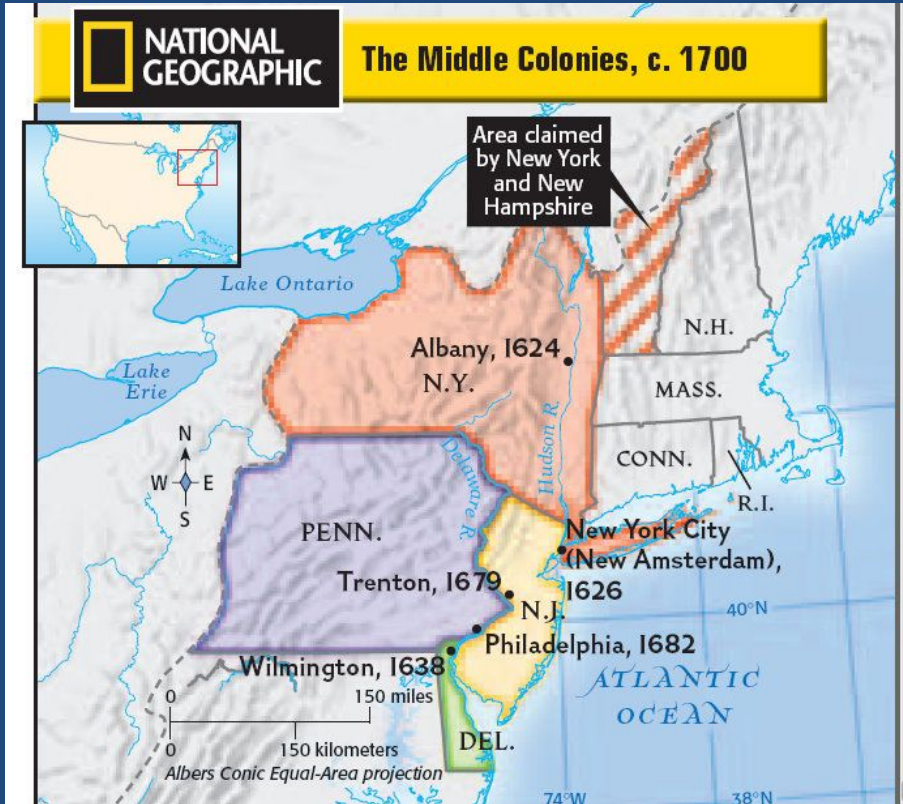 NATIONAL
GEOGRAPHIC
The Middle Colonies, c. 1700
Area claimed
by New York
and New
Hampshire
Lake Ontario
N.H.
Albany, 1624
N.Y.
Lake
Erie
MASS.
Hudson R.
Delaware R.
N
W E
S
CONN.
R.I.
PENN.
New York City
(New Amsterdam),
1626
Trenton, 1679
N.J.
40°N
Philadelphia, 1682
Wilmington, 1638
ATLANTIC
OCEAN
0 150 miles
0 150 kilometers
DEL.
Albers Conic Equal-Area projection
74°W
38°N